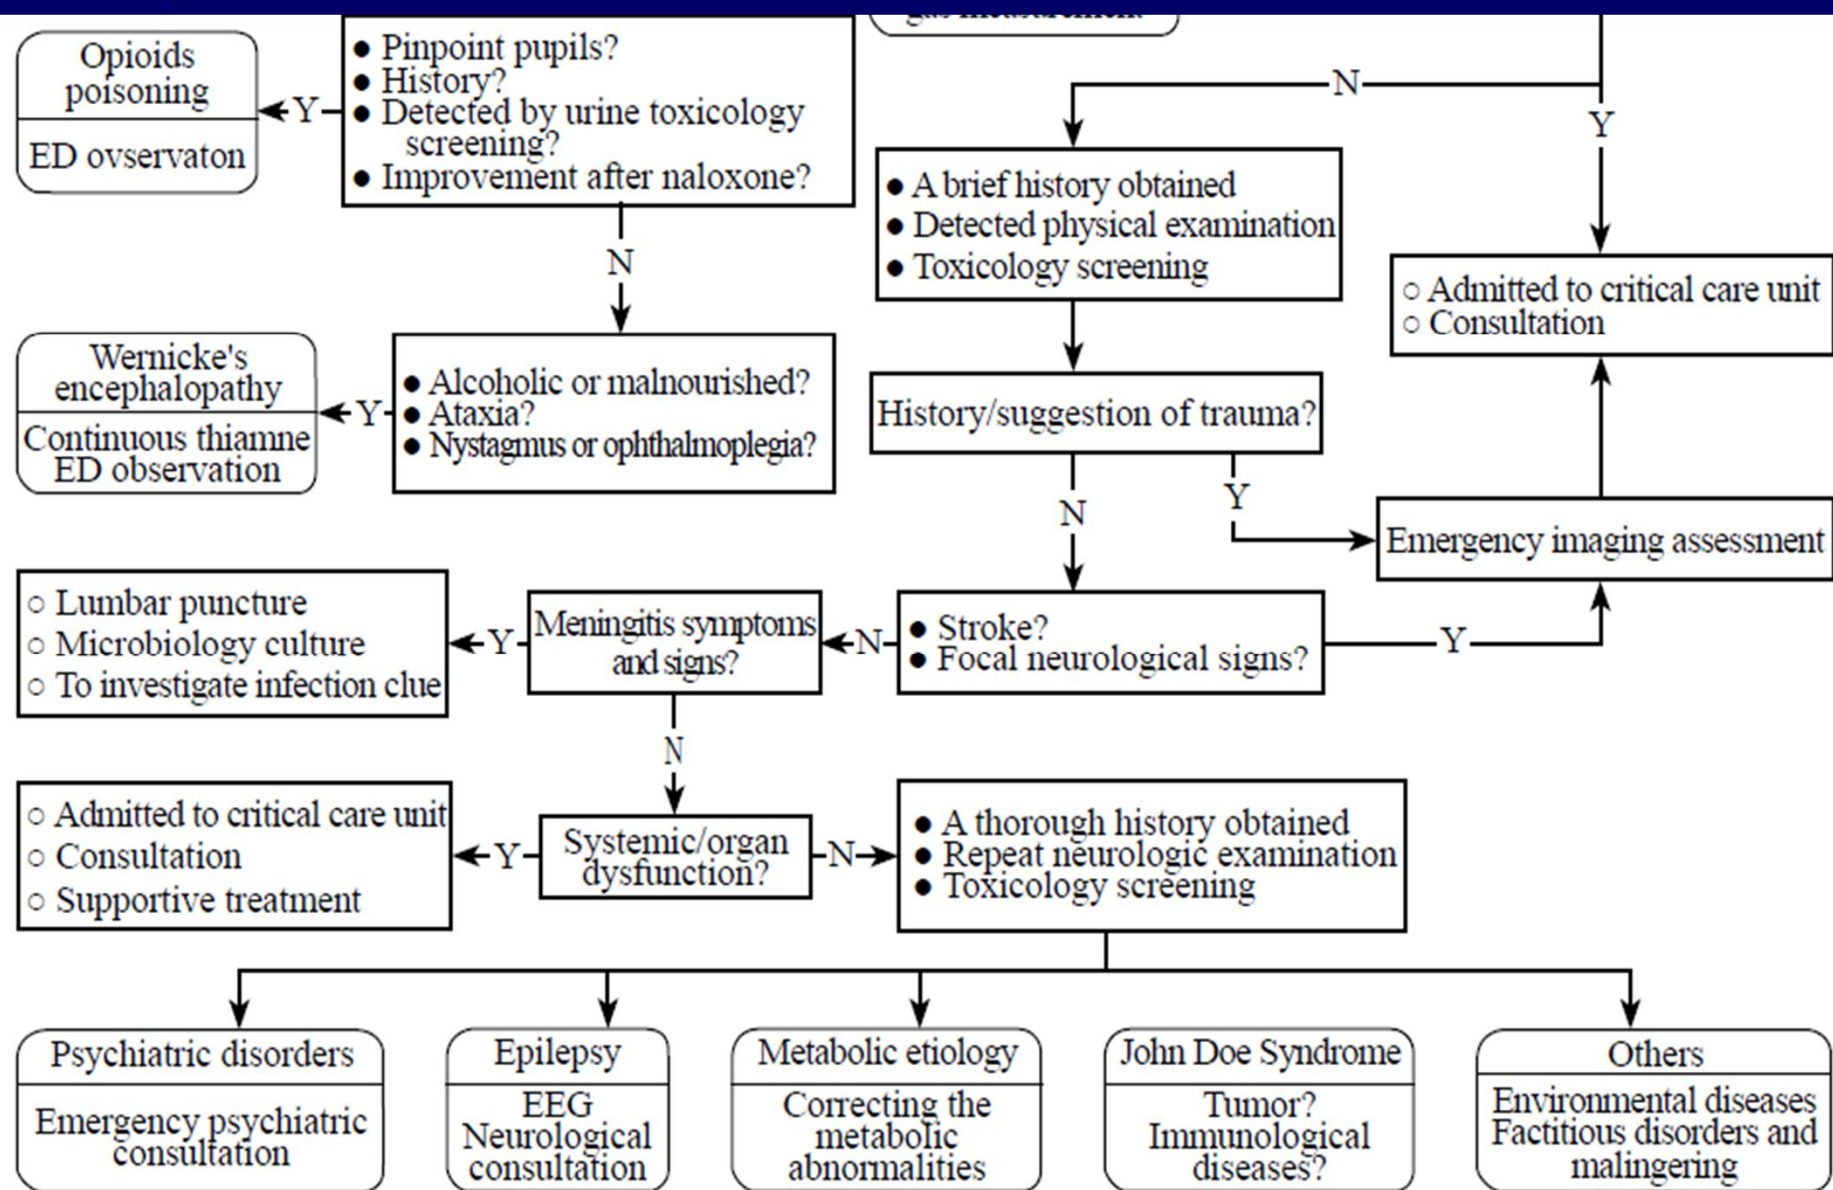 gas measurement
Opioids
poisoning
ED ovservaton
Y
● Pinpoint pupils?
● History?
● Detected by urine toxicology
screening?
● Improvement after naloxone?
N
N
Y
● A brief history obtained
● Detected physical examination
● Toxicology screening
○ Admitted to critical care unit
○ Consultation
Wernicke's
encephalopathy
Continuous thiamne
ED observation
Y
● Alcoholic or malnourished?
● Ataxia?
● Nystagmus or ophthalmoplegia?
History/suggestion of trauma?
N
Y
Emergency imaging assessment
○ Lumbar puncture
○ Microbiology culture
○ To investigate infection clue
Y
Meningitis symptoms
and signs?
N
● Stroke?
● Focal neurological signs?
Y
N
○ Admitted to critical care unit
○ Consultation
○ Supportive treatment
Y
Systemic/organ
dysfunction?
N
● A thorough history obtained
● Repeat neurologic examination
● Toxicology screening
Psychiatric disorders
Emergency psychiatric
consultation
Epilepsy
EEG
Neurological
consultation
Metabolic etiology
Correcting the
metabolic
abnormalities
John Doe Syndrome
Tumor?
Immunological
diseases?
Others
Environmental diseases
Factitious disorders and
malingering